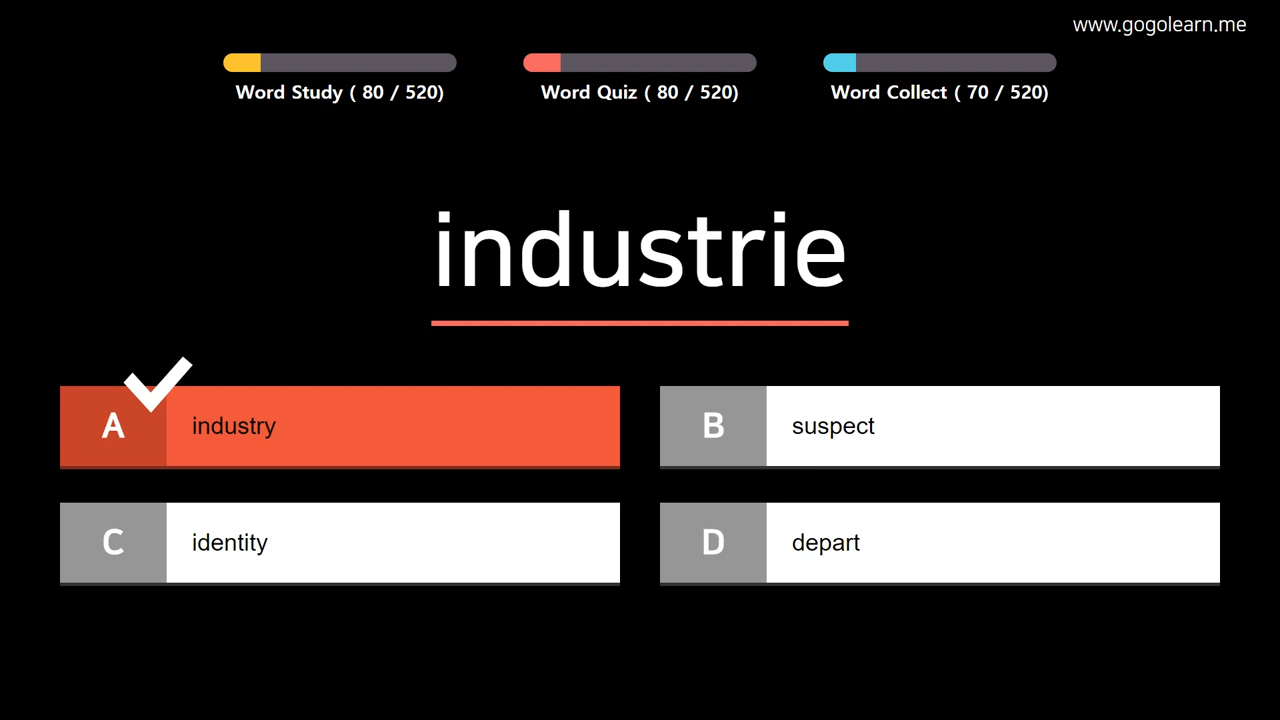 www.gogolearn.me
Word Study ( 80 / 520)
Word Quiz ( 80 / 520)
Word Collect ( 70 / 520)
industrie
A industry
B suspect
C identity
D depart